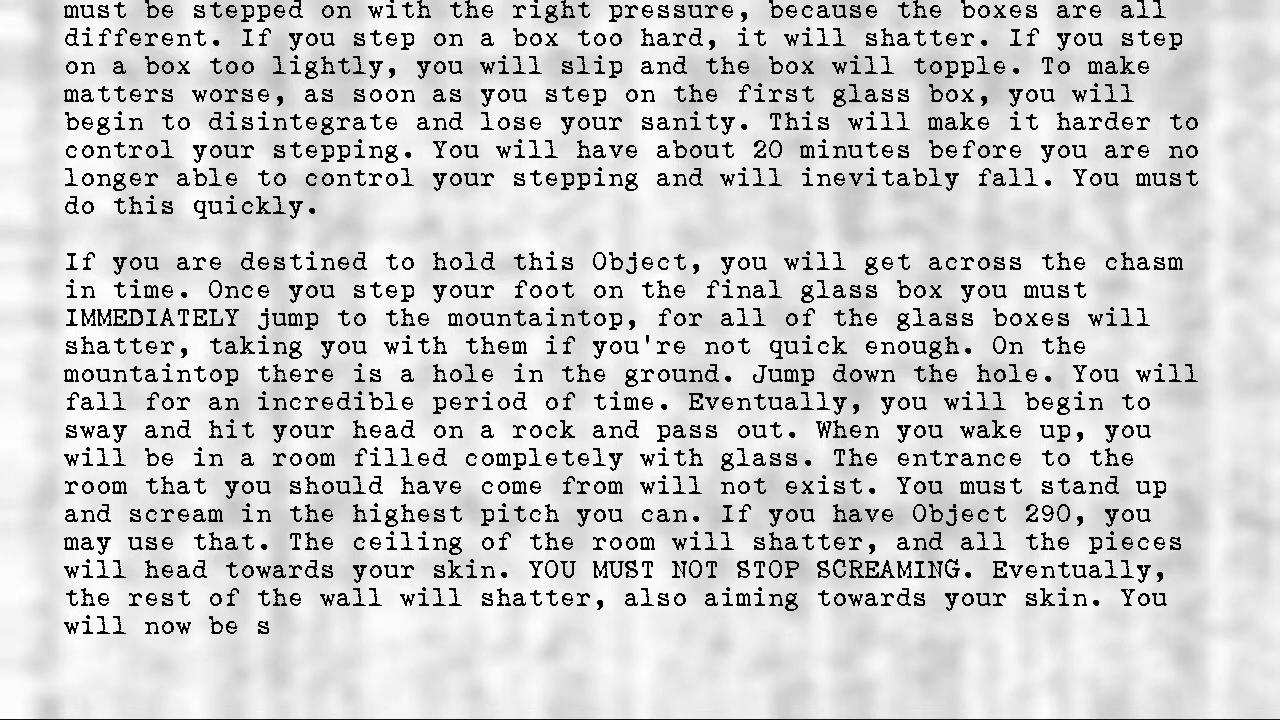 must be stepped on with the right pressure, because the boxes are all
different. If you step on a box too hard, it will shatter. If you step
on a box too lightly, you will slip and the box will topple. To make
matters worse, as soon as you step on the first glass box, you will
begin to disintegrate and lose your sanity. This will make it harder to
control your stepping. You will have about 20 minutes before you are no
longer able to control your stepping and will inevitably fall. You must
do this quickly.
If you are destined to hold this Object, you will get across the chasm
in time. Once you step your foot on the final glass box you must
IMMEDIATELY jump to the mountaintop, for all of the glass boxes will
shatter, taking you with them if you're not quick enough. On the
mountaintop there is a hole in the ground. Jump down the hole. You will
fall for an incredible period of time. Eventually, you will begin to
sway and hit your head on a rock and pass out. When you wake up, you
will be in a room filled completely with glass. The entrance to the
room that you should have come from will not exist. You must stand up
and scream in the highest pitch you can. If you have Object 290, you
may use that. The ceiling of the room will shatter, and all the pieces
will head towards your skin. YOU MUST NOT STOP SCREAMING. Eventually,
the rest of the wall will shatter, also aiming towards your skin. You
will now be s